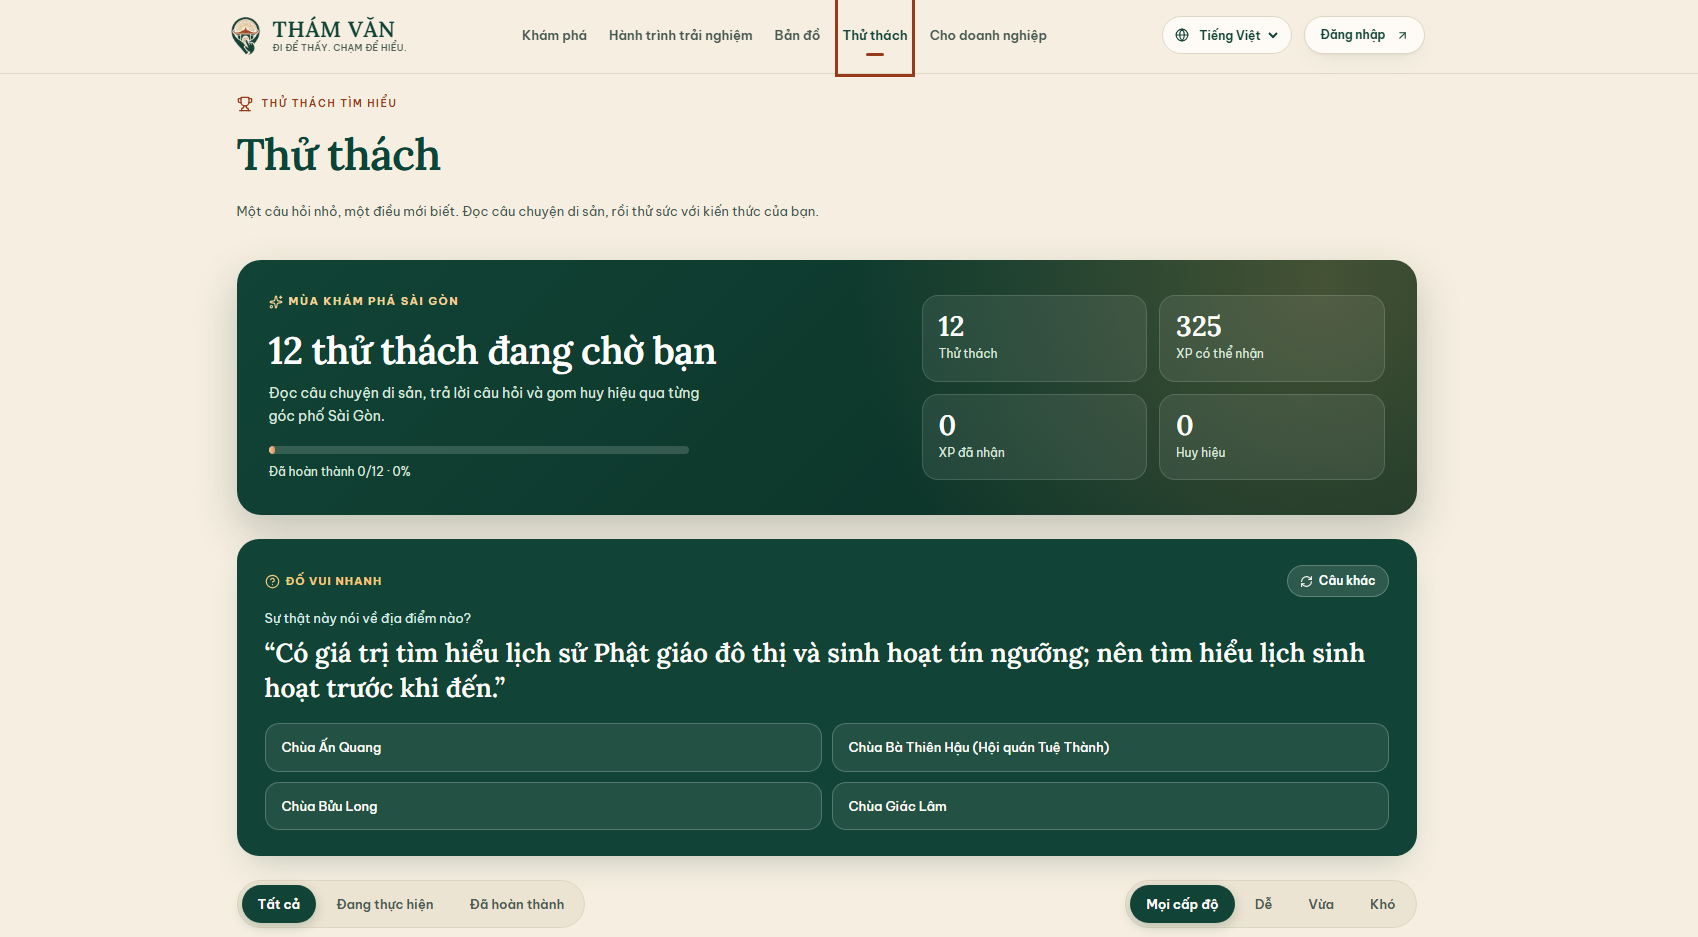 THÁM VĂN
ĐI ĐỂ THẤY. CHẠM ĐỂ HIỂU.
Khám phá
Hành trình trải nghiệm
Bản đồ
Thử thách
Cho doanh nghiệp
Tiếng Việt
Đăng nhập
THỬ THÁCH TÌM HIỂU
Thử thách
Một câu hỏi nhỏ, một điều mới biết. Đọc câu chuyện di sản, rồi thử sức với kiến thức của bạn.
MÙA KHÁM PHÁ SÀI GÒN
12 thử thách đang chờ bạn
Đọc câu chuyện di sản, trả lời câu hỏi và gom huy hiệu qua từng
góc phố Sài Gòn.
Đã hoàn thành 0/12 · 0%
12
Thử thách
325
XP có thể nhận
0
XP đã nhận
0
Huy hiệu
ĐỐ VUI NHANH
Câu khác
Sự thật này nói về địa điểm nào?
“Có giá trị tìm hiểu lịch sử Phật giáo đô thị và sinh hoạt tín ngưỡng; nên tìm hiểu lịch sinh
hoạt trước khi đến.”
Chùa Ấn Quang
Chùa Bà Thiên Hậu (Hội quán Tuệ Thành)
Chùa Bửu Long
Chùa Giác Lâm
Tất cả
Đang thực hiện
Đã hoàn thành
Mọi cấp độ
Dễ
Vừa
Khó